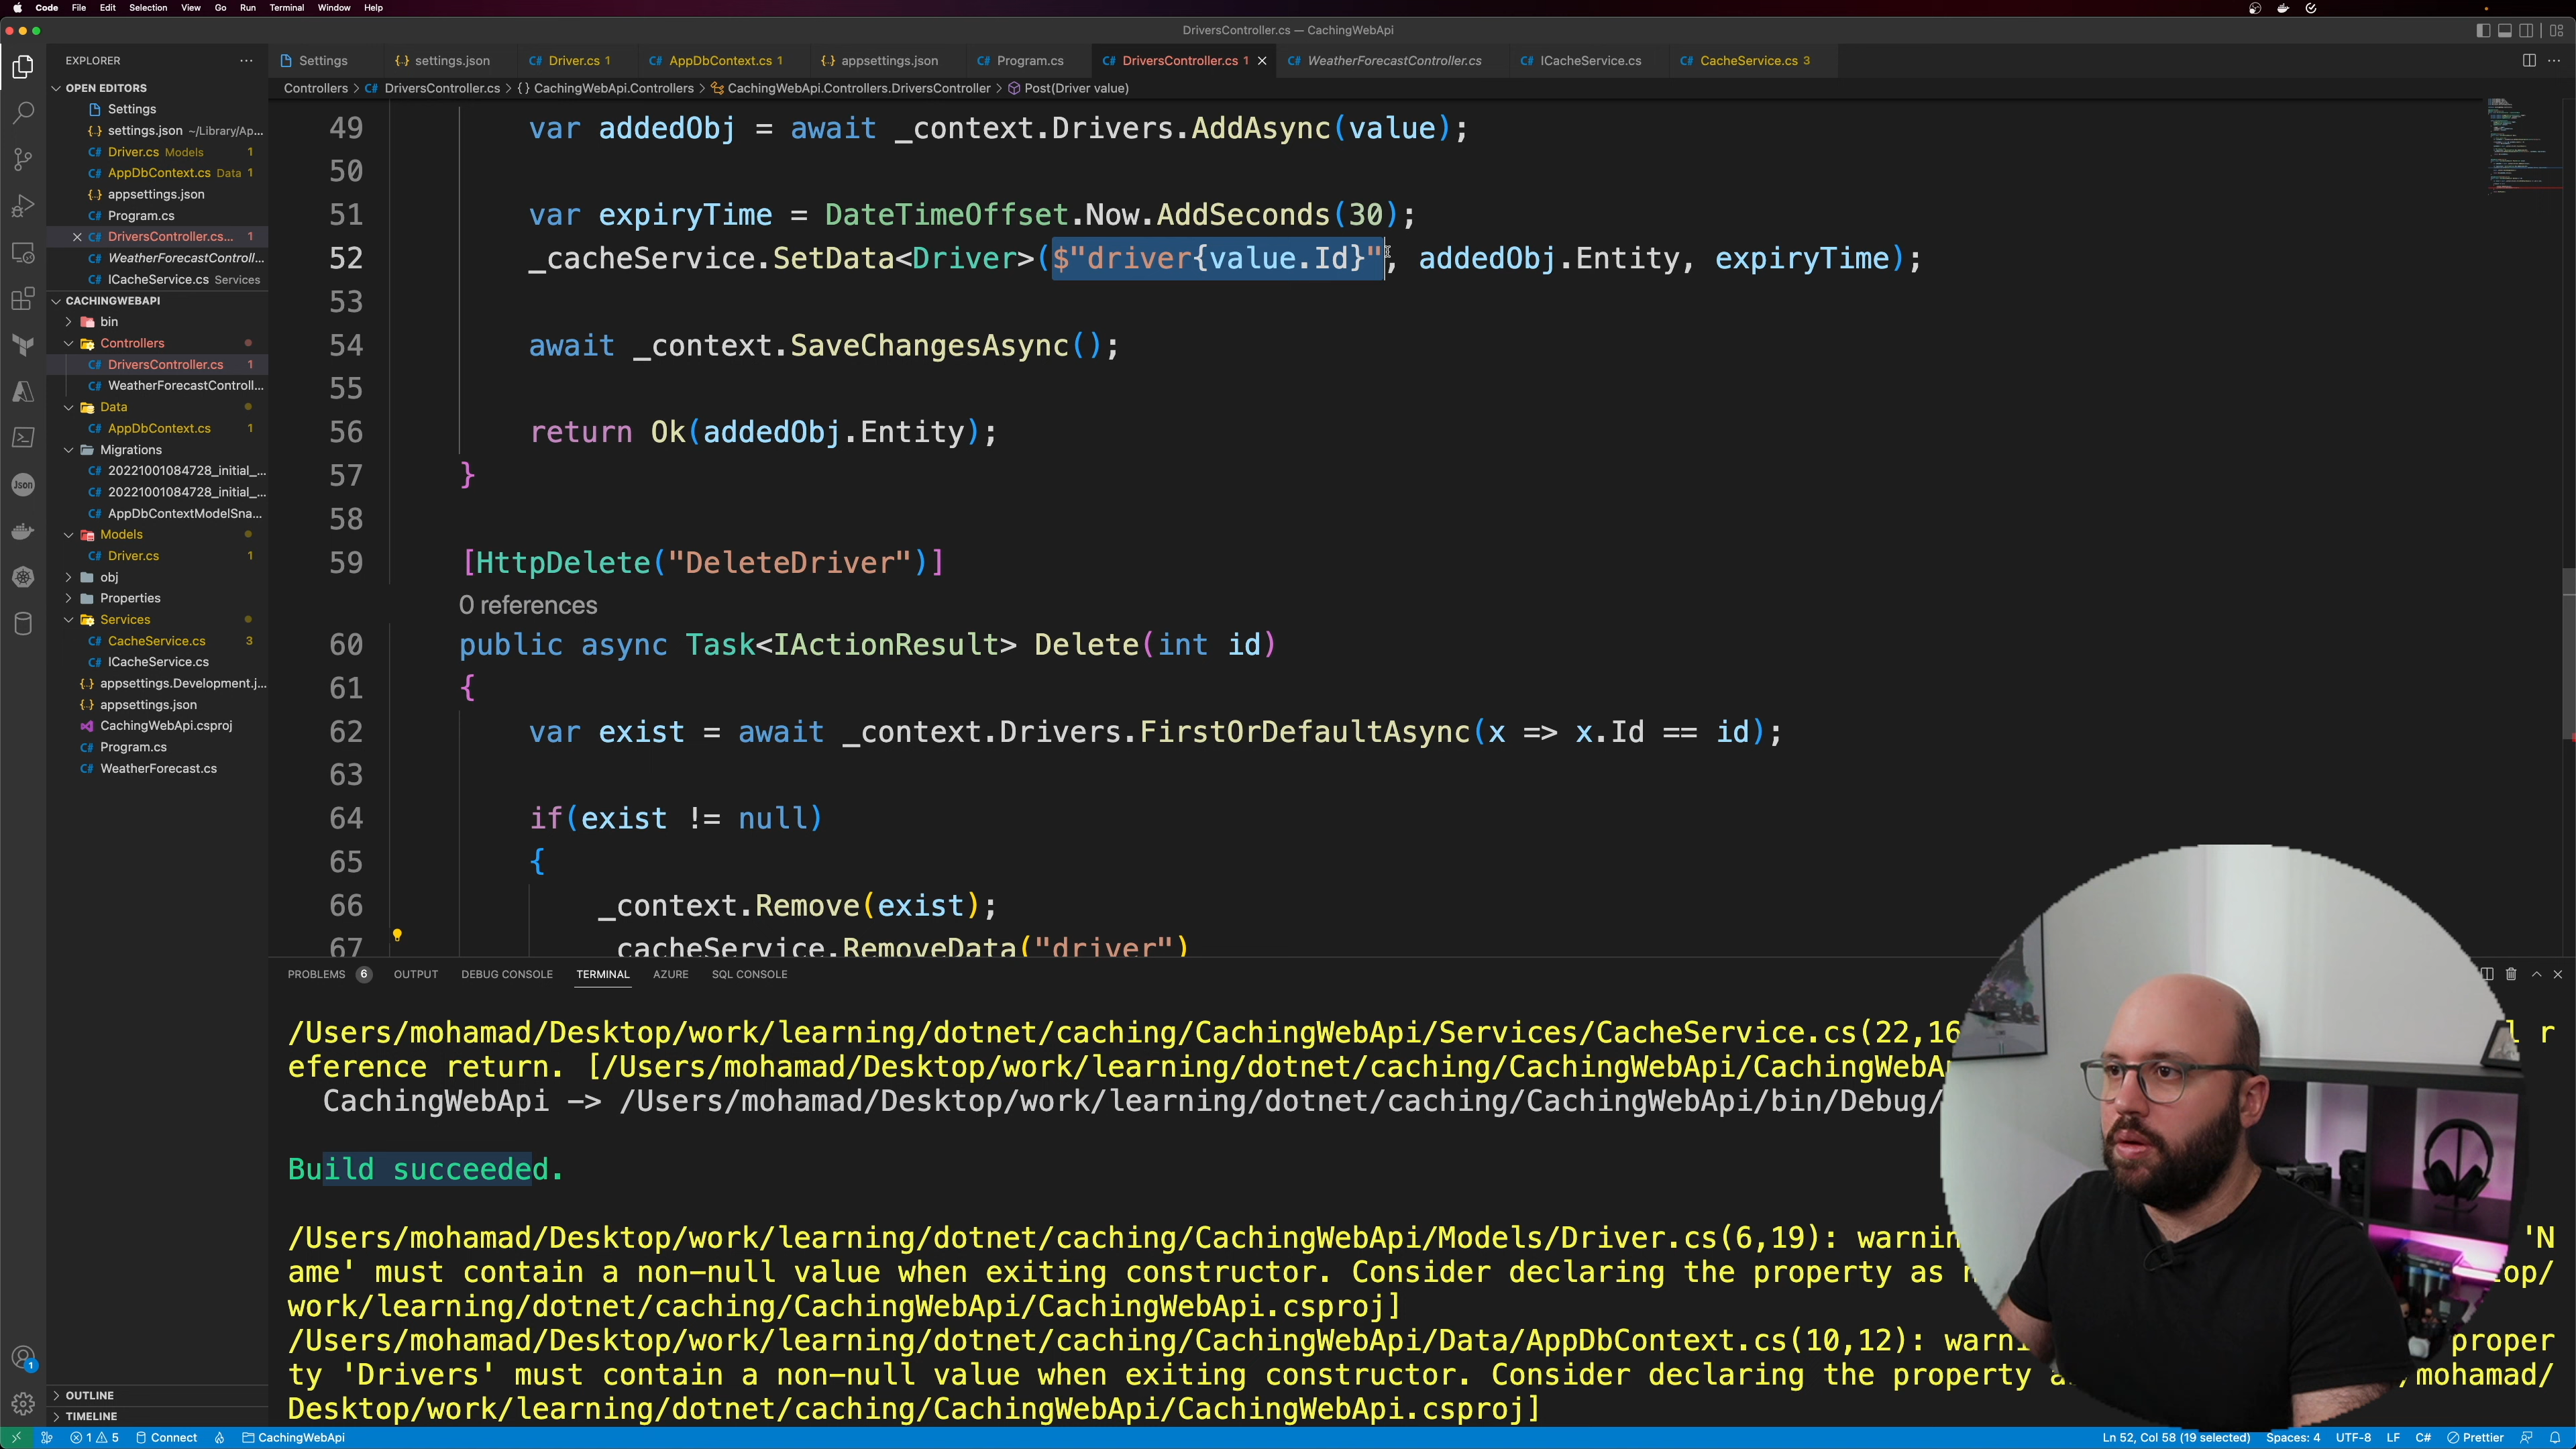 Code File Edit Selection View Go Run Terminal Window Help
DriversController.cs — CachingWebApi
EXPLORER
Settings
settings.json
Driver.cs 1
AppDbContext.cs 1
appsettings.json
Program.cs
DriversController.cs 1
WeatherForecastController.cs
ICacheService.cs
CacheService.cs 3
Controllers > DriversController.cs > {} CachingWebApi.Controllers > CachingWebApi.Controllers.DriversController > Post(Driver value)
OPEN EDITORS
Settings
settings.json ~/Library/Ap...
Driver.cs Models 1
AppDbContext.cs Data 1
appsettings.json
Program.cs
DriversController.cs... 1
WeatherForecastControll...
ICacheService.cs Services
CACHINGWEBAPI
bin
Controllers
DriversController.cs 1
WeatherForecastControll...
Data
AppDbContext.cs 1
Migrations
20221001084728_initial_...
20221001084728_initial_...
AppDbContextModelSna...
Models
Driver.cs 1
obj
Properties
Services
CacheService.cs 3
ICacheService.cs
appsettings.Development.j...
appsettings.json
CachingWebApi.csproj
Program.cs
WeatherForecast.cs
OUTLINE
TIMELINE
49 var addedObj = await _context.Drivers.AddAsync(value);
50
51 var expiryTime = DateTimeOffset.Now.AddSeconds(30);
52 _cacheService.SetData<Driver>($"driver{value.Id}", addedObj.Entity, expiryTime);
53
54 await _context.SaveChangesAsync();
55
56 return Ok(addedObj.Entity);
57 }
58
59 [HttpDelete("DeleteDriver")]
0 references
60 public async Task<IActionResult> Delete(int id)
61 {
62 var exist = await _context.Drivers.FirstOrDefaultAsync(x => x.Id == id);
63
64 if(exist != null)
65 {
66 _context.Remove(exist);
67 _cacheService.RemoveData("driver")
PROBLEMS 6 OUTPUT DEBUG CONSOLE TERMINAL AZURE SQL CONSOLE
/Users/mohamad/Desktop/work/learning/dotnet/caching/CachingWebApi/Services/CacheService.cs(22,16 l r
eference return. [/Users/mohamad/Desktop/work/learning/dotnet/caching/CachingWebApi/CachingWebAp
CachingWebApi -> /Users/mohamad/Desktop/work/learning/dotnet/caching/CachingWebApi/bin/Debug/
Build succeeded.
/Users/mohamad/Desktop/work/learning/dotnet/caching/CachingWebApi/Models/Driver.cs(6,19): warnin 'N
ame' must contain a non-null value when exiting constructor. Consider declaring the property as top/
work/learning/dotnet/caching/CachingWebApi/CachingWebApi.csproj]
/Users/mohamad/Desktop/work/learning/dotnet/caching/CachingWebApi/Data/AppDbContext.cs(10,12): warni proper
ty 'Drivers' must contain a non-null value when exiting constructor. Consider declaring the property a /mohamad/
Desktop/work/learning/dotnet/caching/CachingWebApi/CachingWebApi.csproj]
1 5 Connect CachingWebApi
Ln 52, Col 58 (19 selected) Spaces: 4 UTF-8 LF C# Prettier